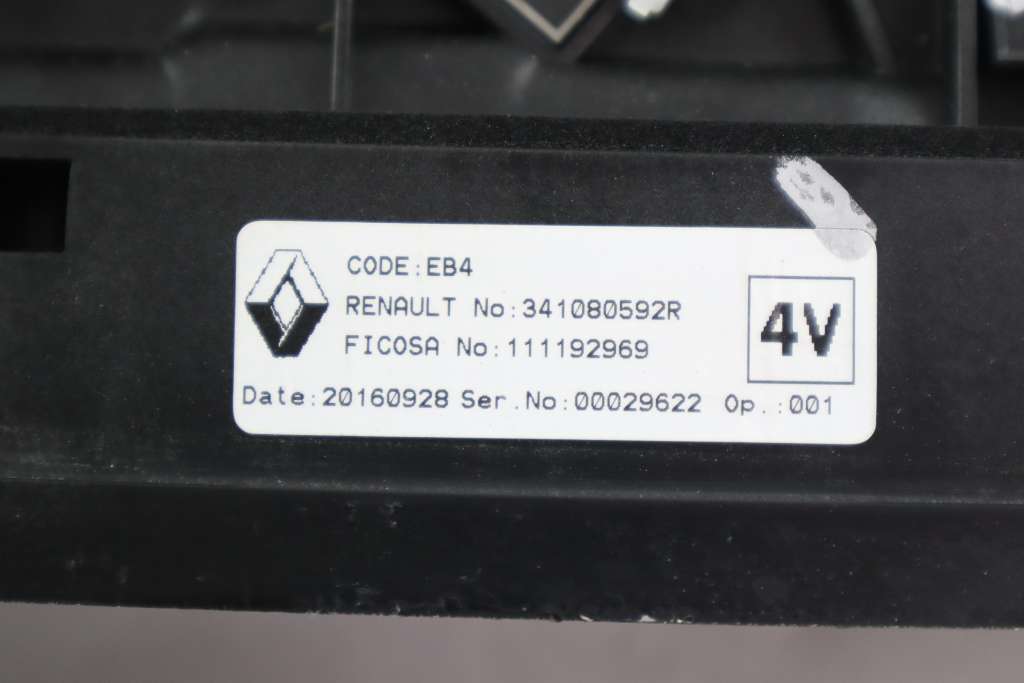 CODE:EB4
RENAULT No:341080592R
FICOSA No:111192969
4V
Date:20160928 Ser.No:00029622 Op.:001